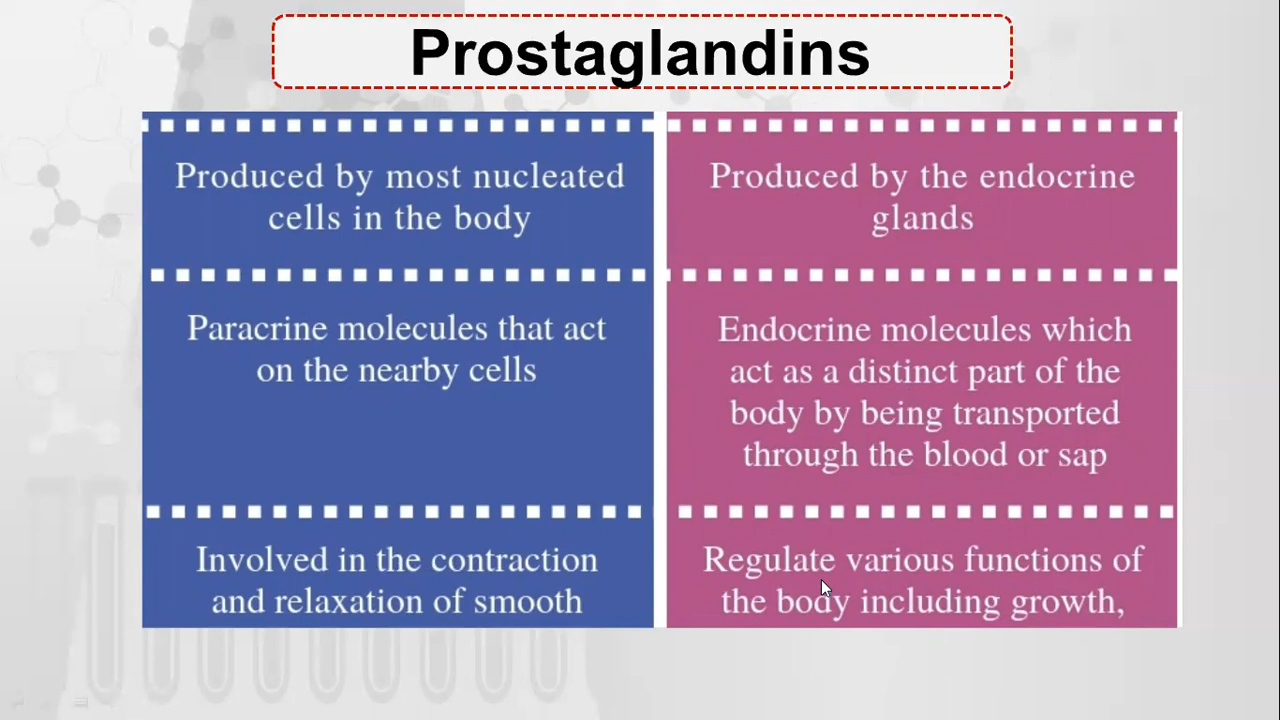 Prostaglandins
Produced by most nucleated
cells in the body
Produced by the endocrine
glands
Paracrine molecules that act
on the nearby cells
Endocrine molecules which
act as a distinct part of the
body by being transported
through the blood or sap
Involved in the contraction
and relaxation of smooth
Regulate various functions of
the body including growth,